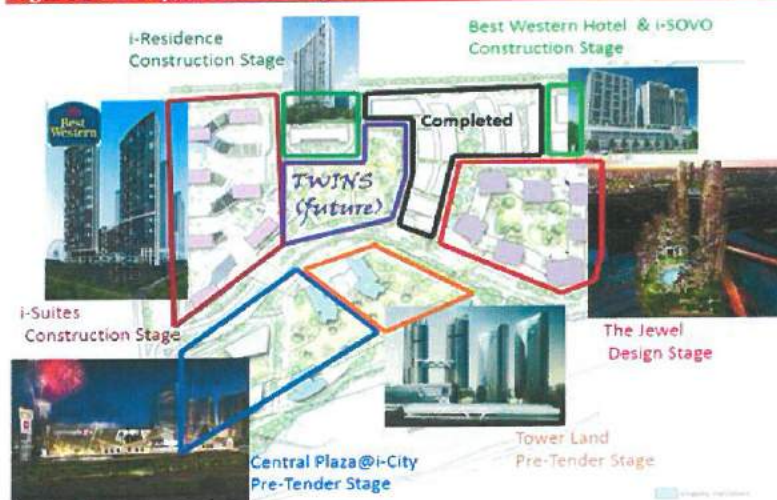 i-Residence
Construction Stage
Best Western Hotel & i-SOVO
Construction Stage
Best
Western
Completed
TWINS
(future)
i-Suites
Construction Stage
The Jewel
Design Stage
Tower Land
Pre-Tender Stage
Central Plaza@i-City
Pre-Tender Stage